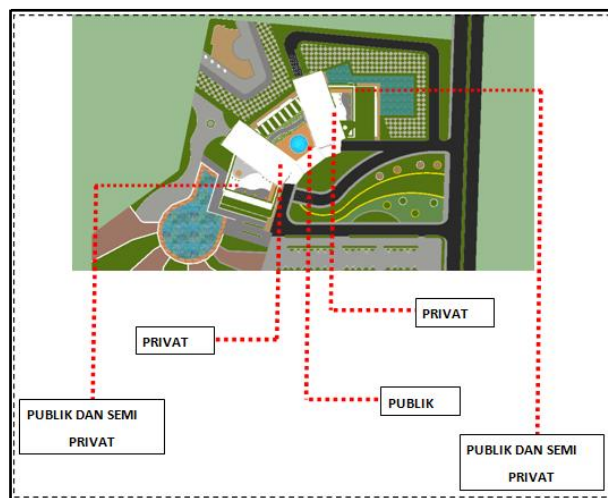 PRIVAT
PRIVAT
PUBLIK
PUBLIK DAN SEMI
PRIVAT
PUBLIK DAN SEMI
PRIVAT